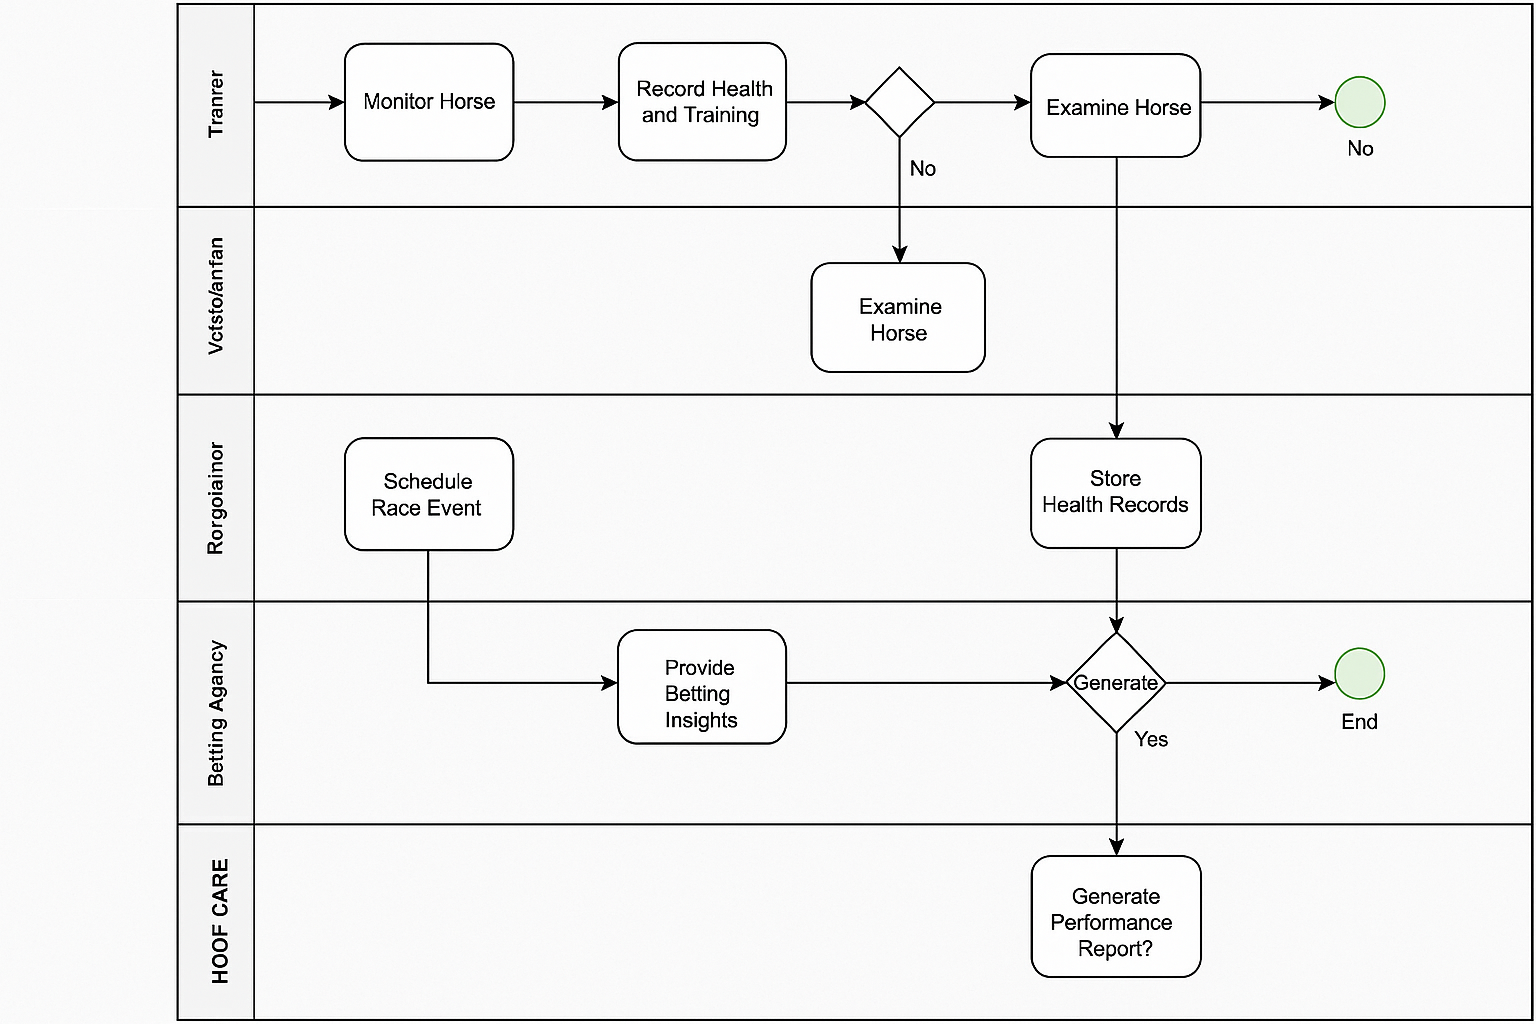 Tranrer
Monitor Horse
Record Health
and Training
No
Examine Horse
No
Vctsto/anfan
Examine
Horse
Rorgoiainor
Schedule
Race Event
Store
Health Records
Betting Agancy
Provide
Betting
Insights
Generate
Yes
End
HOOF CARE
Generate
Performance
Report?